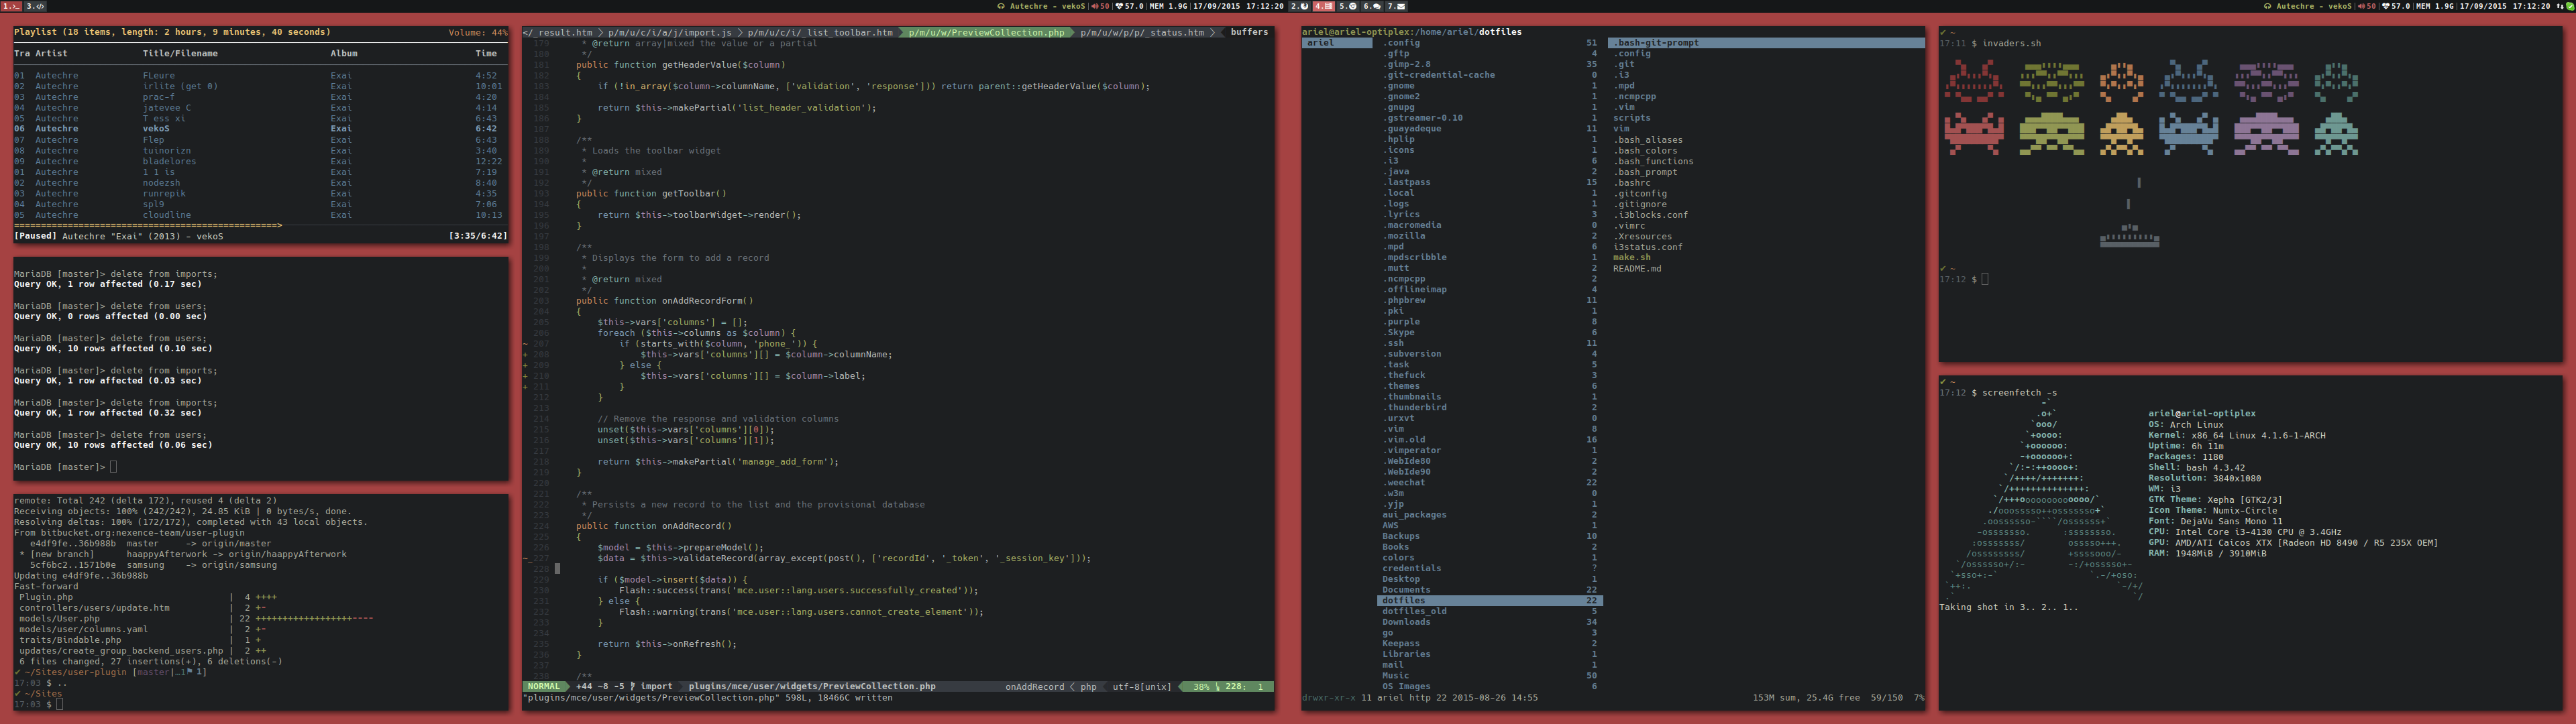 1. 3. Autechre - vekoS 50 57.0 MEM 1.9G 17/09/2015 17:12:20 2. 4. 5. 6. 7. Autechre - vekoS 50 57.0 MEM 1.9G 17/09/2015 17:12:20
Playlist (18 items, length: 2 hours, 9 minutes, 40 seconds) Volume: 44%
Tra Artist Title/Filename Album Time
01 Autechre FLeure Exai 4:52
02 Autechre irlite (get 0) Exai 10:01
03 Autechre prac-f Exai 4:20
04 Autechre jatevee C Exai 4:14
05 Autechre T ess xi Exai 6:43
06 Autechre vekoS Exai 6:42
07 Autechre Flep Exai 6:43
08 Autechre tuinorizn Exai 3:40
09 Autechre bladelores Exai 12:22
01 Autechre 1 1 is Exai 7:19
02 Autechre nodezsh Exai 8:40
03 Autechre runrepik Exai 4:35
04 Autechre spl9 Exai 7:06
05 Autechre cloudline Exai 10:13
[Paused] Autechre "Exai" (2013) - vekoS [3:35/6:42]
MariaDB [master]> delete from imports;
Query OK, 1 row affected (0.17 sec)
MariaDB [master]> delete from users;
Query OK, 0 rows affected (0.00 sec)
MariaDB [master]> delete from users;
Query OK, 10 rows affected (0.10 sec)
MariaDB [master]> delete from imports;
Query OK, 1 row affected (0.03 sec)
MariaDB [master]> delete from imports;
Query OK, 1 row affected (0.32 sec)
MariaDB [master]> delete from users;
Query OK, 10 rows affected (0.06 sec)
MariaDB [master]>
remote: Total 242 (delta 172), reused 4 (delta 2)
Receiving objects: 100% (242/242), 24.85 KiB | 0 bytes/s, done.
Resolving deltas: 100% (172/172), completed with 43 local objects.
From bitbucket.org:nexence-team/user-plugin
e4df9fe..36b988b master -> origin/master
* [new branch] haappyAfterwork -> origin/haappyAfterwork
5cf6bc2..1571b0e samsung -> origin/samsung
Updating e4df9fe..36b988b
Fast-forward
Plugin.php | 4 ++++
controllers/users/update.htm | 2 +-
models/User.php | 22 ++++++++++++++++++----
models/user/columns.yaml | 2 +-
traits/Bindable.php | 1 +
updates/create_group_backend_users.php | 2 ++
6 files changed, 27 insertions(+), 6 deletions(-)
✔ ~/Sites/user-plugin [master|…1⚑ 1]
17:03 $ ..
✔ ~/Sites
17:03 $
</_result.htm p/m/u/c/i/a/j/import.js p/m/u/c/i/_list_toolbar.htm p/m/u/w/PreviewCollection.php p/m/u/w/p/p/_status.htm buffers
179 * @return array|mixed the value or a partial
180 */
181 public function getHeaderValue($column)
182 {
183 if (!in_array($column->columnName, ['validation', 'response'])) return parent::getHeaderValue($column);
184
185 return $this->makePartial('list_header_validation');
186 }
187
188 /**
189 * Loads the toolbar widget
190 *
191 * @return mixed
192 */
193 public function getToolbar()
194 {
195 return $this->toolbarWidget->render();
196 }
197
198 /**
199 * Displays the form to add a record
200 *
201 * @return mixed
202 */
203 public function onAddRecordForm()
204 {
205 $this->vars['columns'] = [];
206 foreach ($this->columns as $column) {
~ 207 if (starts_with($column, 'phone_')) {
+ 208 $this->vars['columns'][] = $column->columnName;
+ 209 } else {
+ 210 $this->vars['columns'][] = $column->label;
+ 211 }
212 }
213
214 // Remove the response and validation columns
215 unset($this->vars['columns'][0]);
216 unset($this->vars['columns'][1]);
217
218 return $this->makePartial('manage_add_form');
219 }
220
221 /**
222 * Persists a new record to the list and the provisional database
223 */
224 public function onAddRecord()
225 {
226 $model = $this->prepareModel();
~_227 $data = $this->validateRecord(array_except(post(), ['recordId', '_token', '_session_key']));
228
229 if ($model->insert($data)) {
230 Flash::success(trans('mce.user::lang.users.successfully_created'));
231 } else {
232 Flash::warning(trans('mce.user::lang.users.cannot_create_element'));
233 }
234
235 return $this->onRefresh();
236 }
237
238 /**
NORMAL +44 ~8 -5 import plugins/mce/user/widgets/PreviewCollection.php onAddRecord php utf-8[unix] 38% 228: 1
"plugins/mce/user/widgets/PreviewCollection.php" 598L, 18466C written
ariel@ariel-optiplex:/home/ariel/dotfiles
ariel .config 51 .bash-git-prompt
.gftp 4 .config
.gimp-2.8 35 .git
.git-credential-cache 0 .i3
.gnome 1 .mpd
.gnome2 1 .ncmpcpp
.gnupg 1 .vim
.gstreamer-0.10 1 scripts
.guayadeque 11 vim
.hplip 1 .bash_aliases
.icons 1 .bash_colors
.i3 6 .bash_functions
.java 2 .bash_prompt
.lastpass 15 .bashrc
.local 1 .gitconfig
.logs 1 .gitignore
.lyrics 3 .i3blocks.conf
.macromedia 0 .vimrc
.mozilla 2 .Xresources
.mpd 6 i3status.conf
.mpdscribble 1 make.sh
.mutt 2 README.md
.ncmpcpp 2
.offlineimap 4
.phpbrew 11
.pki 1
.purple 8
.Skype 6
.ssh 11
.subversion 4
.task 5
.thefuck 3
.themes 6
.thumbnails 1
.thunderbird 2
.urxvt 0
.vim 8
.vim.old 16
.vimperator 1
.WebIde80 2
.WebIde90 2
.weechat 22
.w3m 0
.yjp 1
aui_packages 2
AWS 1
Backups 10
Books 2
colors 1
credentials ?
Desktop 1
Documents 22
dotfiles 22
dotfiles_old 5
Downloads 34
go 3
Keepass 2
Libraries 1
mail 1
Music 50
OS Images 6
drwxr-xr-x 11 ariel http 22 2015-08-26 14:55 153M sum, 25.4G free 59/150 7%
✔ ~
17:11 $ invaders.sh
✔ ~
17:12 $
✔ ~
17:12 $ screenfetch -s
ariel@ariel-optiplex
OS: Arch Linux
Kernel: x86_64 Linux 4.1.6-1-ARCH
Uptime: 6h 11m
Packages: 1180
Shell: bash 4.3.42
Resolution: 3840x1080
WM: i3
GTK Theme: Xepha [GTK2/3]
Icon Theme: Numix-Circle
Font: DejaVu Sans Mono 11
CPU: Intel Core i3-4130 CPU @ 3.4GHz
GPU: AMD/ATI Caicos XTX [Radeon HD 8490 / R5 235X OEM]
RAM: 1948MiB / 3910MiB
Taking shot in 3.. 2.. 1..